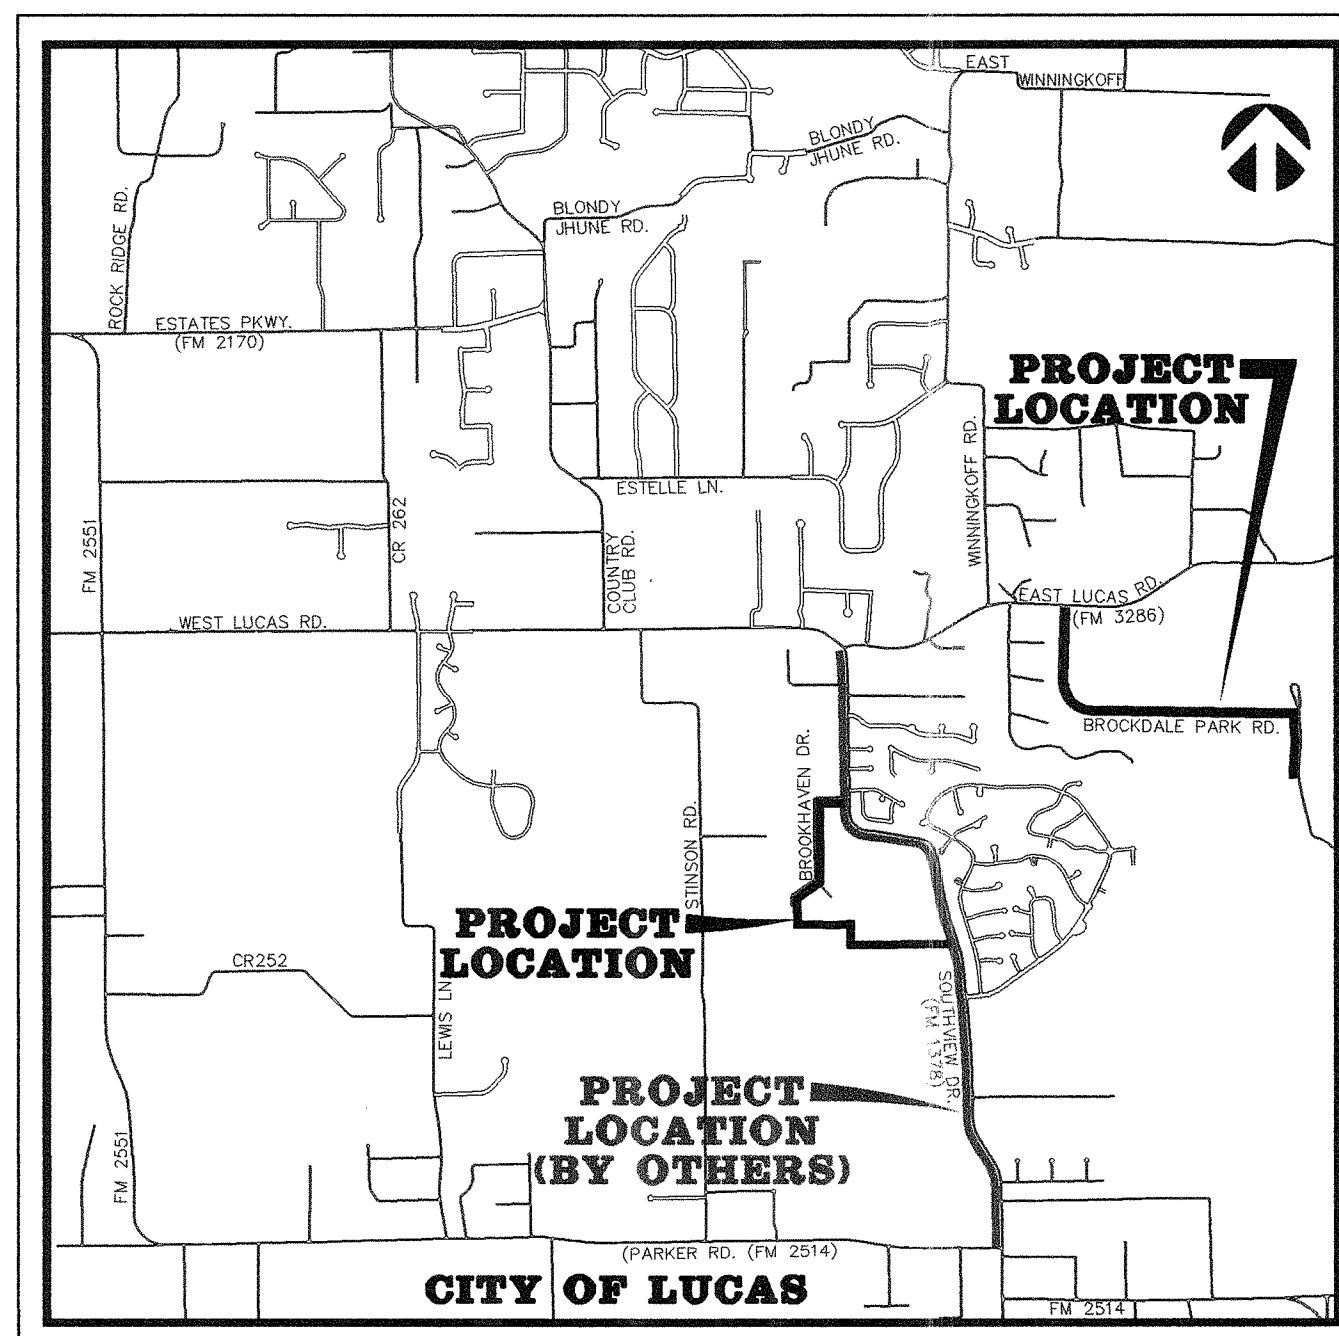 EAST
WINNINGKOFF
BLONDY
JHUNE RD.
BLONDY
JHUNE RD.
ROCK RIDGE RD.
ESTATES PKWY.
(FM 2170)
PROJECT
LOCATION
WINNINGKOFF RD.
ESTELLE LN.
FM 2551
CR 262
COUNTRY
CLUB RD.
EAST LUCAS RD.
(FM 3286)
WEST LUCAS RD.
BROCKDALE PARK RD.
BROOKHAVEN DR.
STINSON RD.
PROJECT
LOCATION
CR252
LEWIS LN
SOUTHVIEW DR.
(FM 1378)
PROJECT
LOCATION
(BY OTHERS)
FM 2551
(PARKER RD. (FM 2514)
CITY OF LUCAS
FM 2514